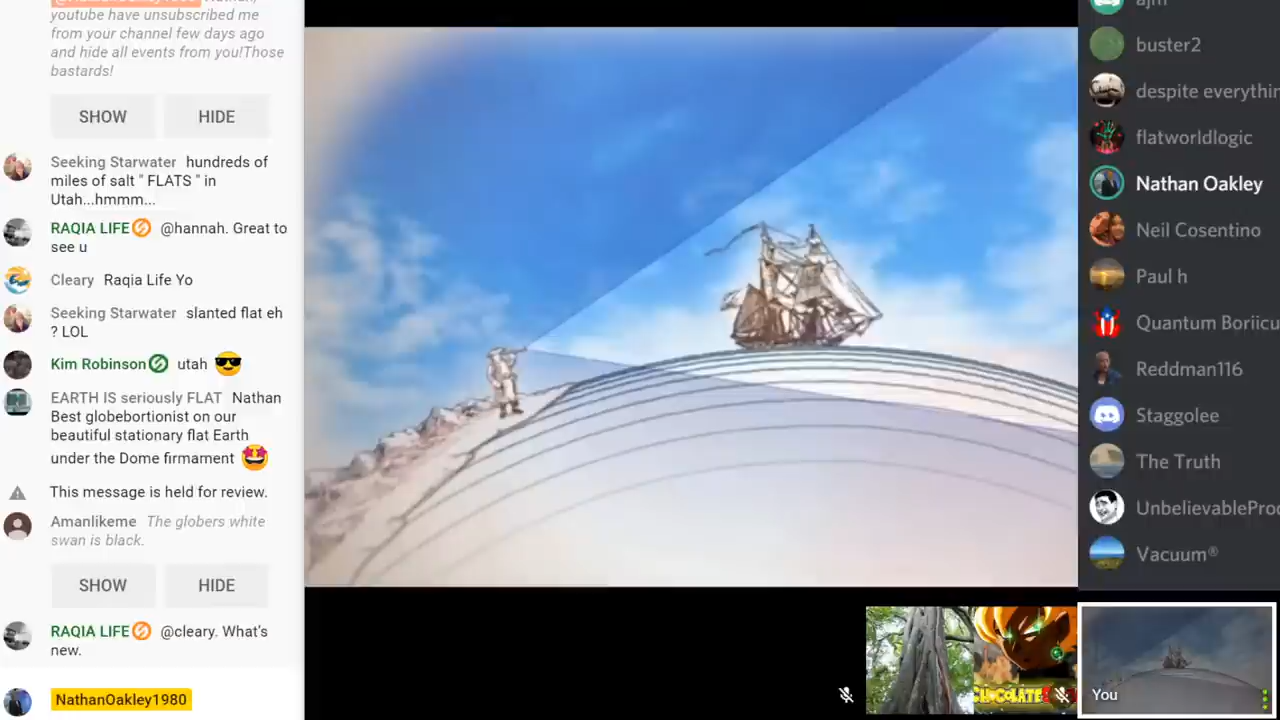 youtube have unsubscribed me
from your channel few days ago
and hide all events from you!Those
bastards!
SHOW
HIDE
Seeking Starwater hundreds of
miles of salt " FLATS " in
Utah...hmmm...
RAQIA LIFE @hannah. Great to
see u
Cleary Raqia Life Yo
Seeking Starwater slanted flat eh
? LOL
Kim Robinson utah
EARTH IS seriously FLAT Nathan
Best globebortionist on our
beautiful stationary flat Earth
under the Dome firmament
This message is held for review.
Amanlikeme The globers white
swan is black.
SHOW
HIDE
RAQIA LIFE @cleary. What's
new.
NathanOakley1980
ajm
buster2
despite everythin
flatworldlogic
Nathan Oakley
Neil Cosentino
Paul h
Quantum Boriicu
Reddman116
Staggolee
The Truth
UnbelievableProo
Vacuum®
You